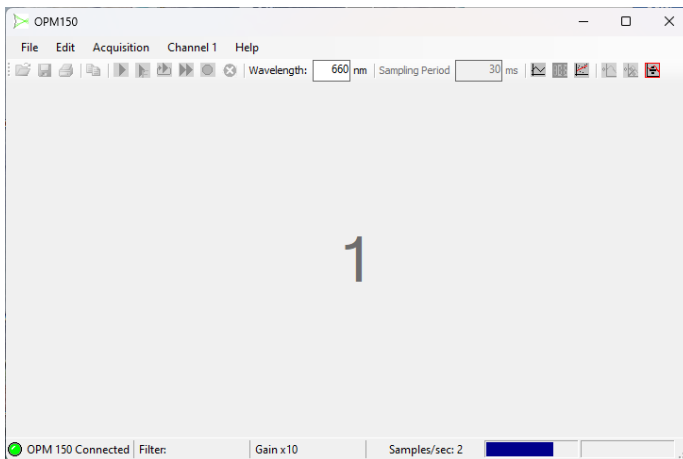 OPM150
File Edit Acquisition Channel 1 Help
Wavelength: 660 nm Sampling Period 30 ms
1
OPM 150 Connected Filter: Gain x10 Samples/sec: 2